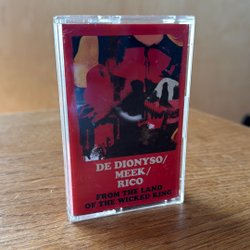 DE DIONYSO/
MEEK/
RICO
FROM THE LAND
OF THE WICKED KING